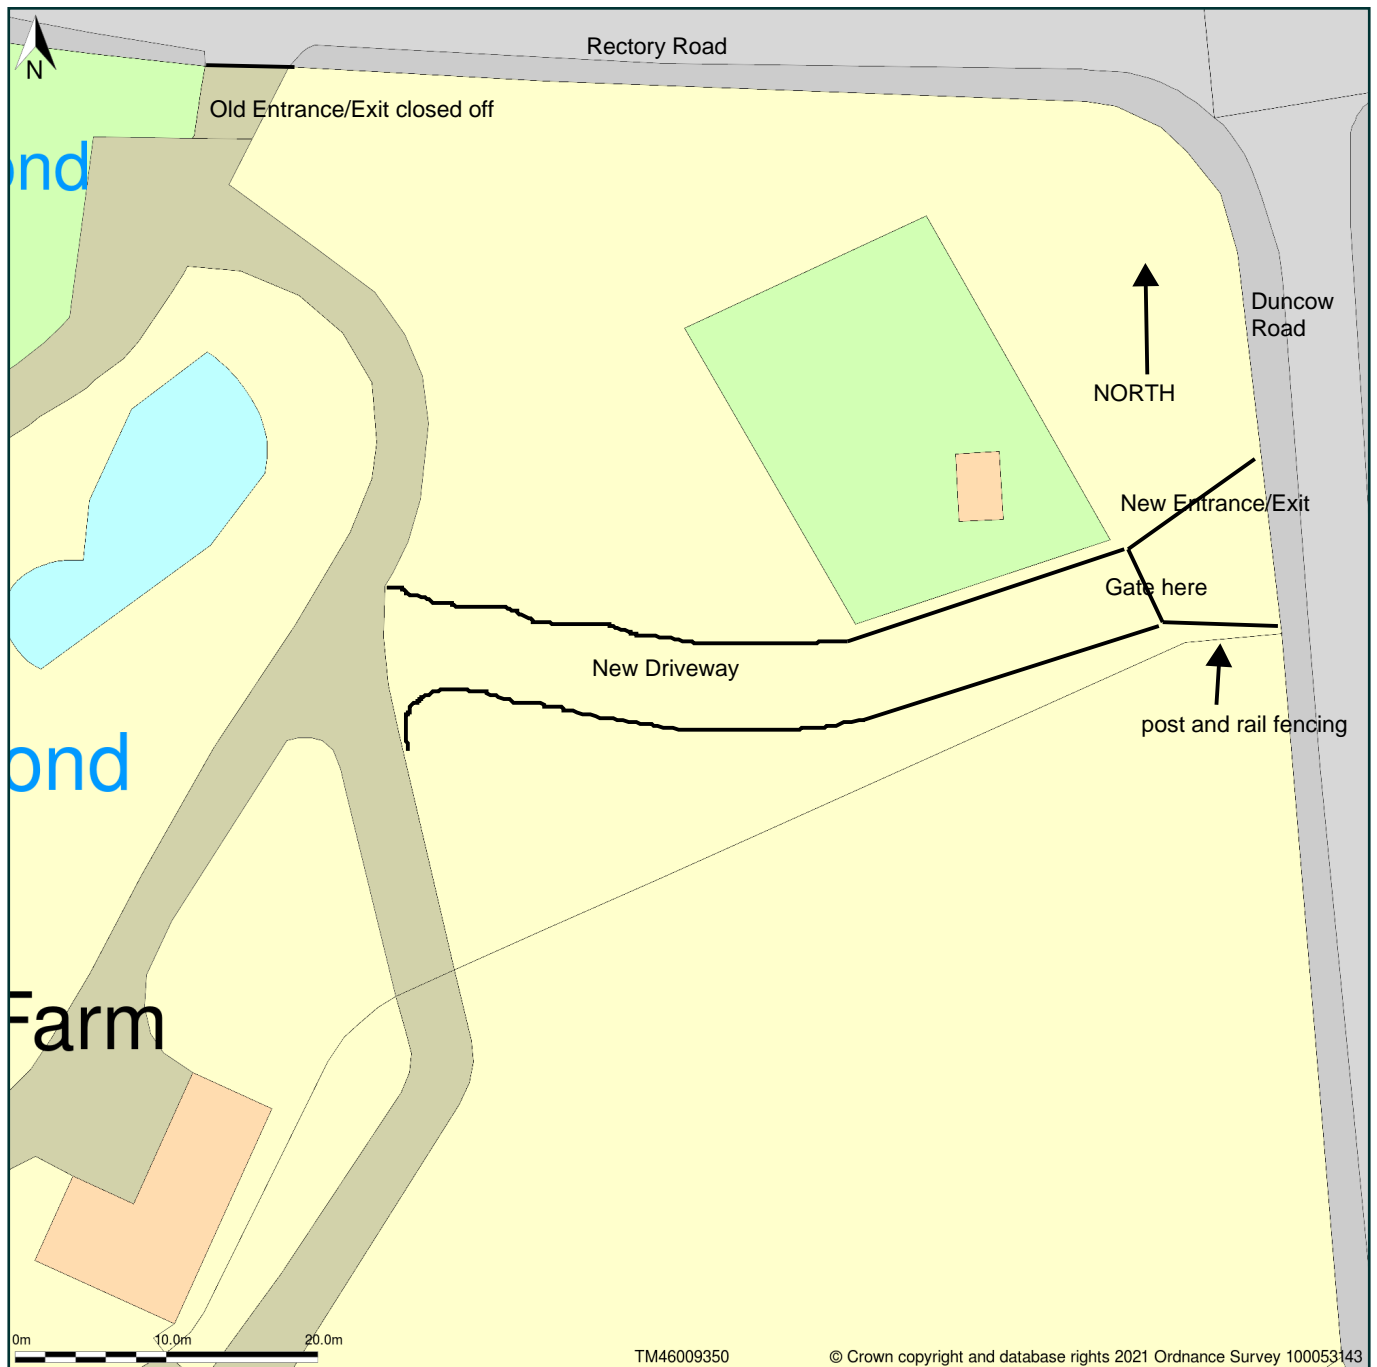 Rectory Road
N
Old Entrance/Exit closed off
ond
Duncow
Road
NORTH
New Entrance/Exit
Gate here
New Driveway
post and rail fencing
ond
Farm
0m 10.0m 20.0m
TM46009350 © Crown copyright and database rights 2021 Ordnance Survey 100053143